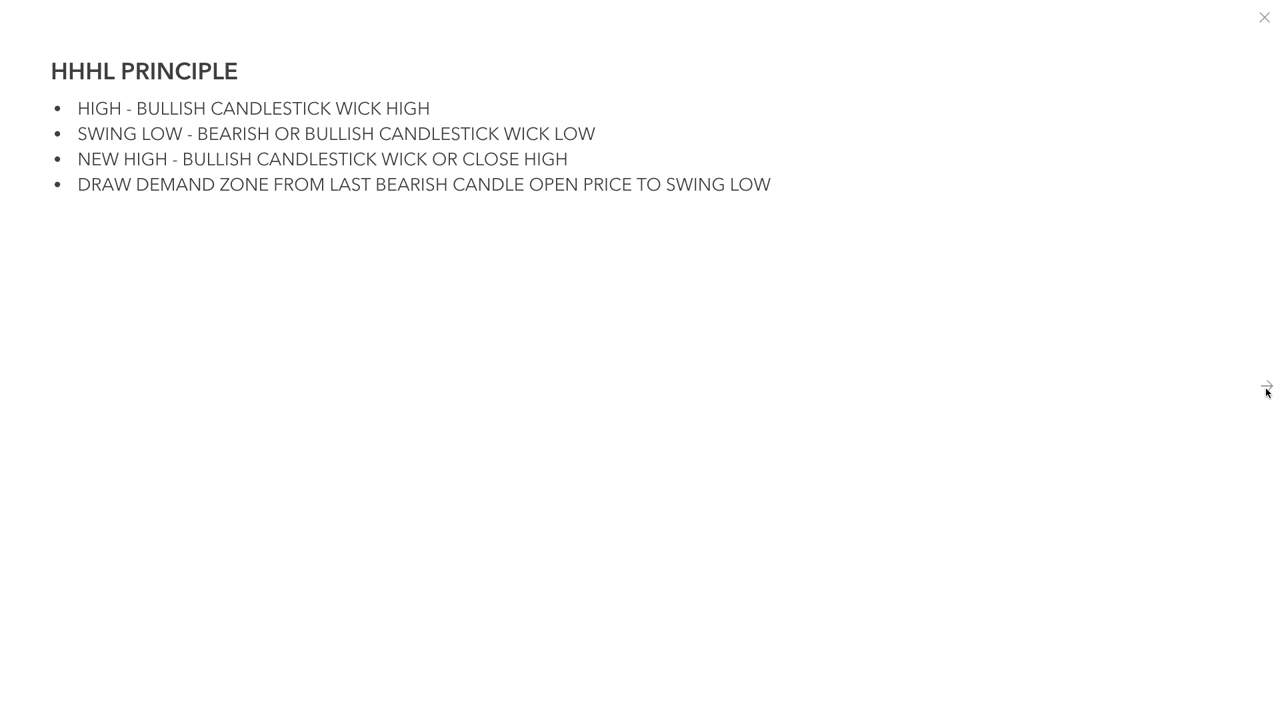 HHHL PRINCIPLE
• HIGH - BULLISH CANDLESTICK WICK HIGH
• SWING LOW - BEARISH OR BULLISH CANDLESTICK WICK LOW
• NEW HIGH - BULLISH CANDLESTICK WICK OR CLOSE HIGH
• DRAW DEMAND ZONE FROM LAST BEARISH CANDLE OPEN PRICE TO SWING LOW